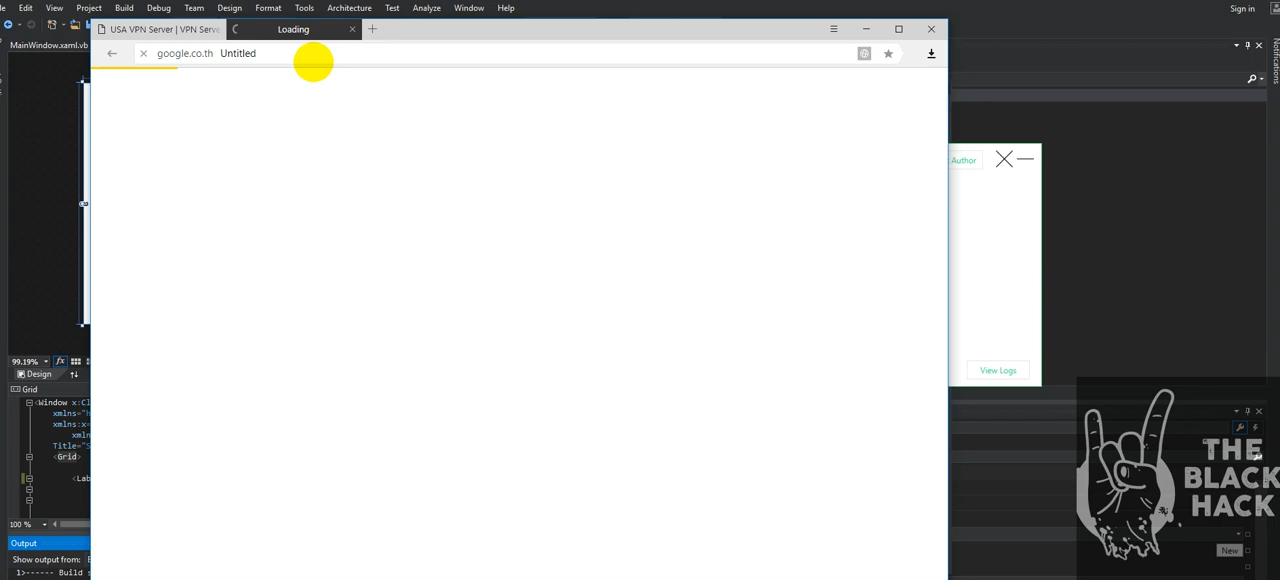 Edit View Project Build Debug Team Design Format Tools Architecture Test Analyze Window Help Sign in
USA VPN Server | VPN Serve Loading
MainWindow.xaml.vb
google.co.th Untitled
Notifications
Author
99.19% fx
View Logs
Design
Grid
<Window x:Cl
xmlns="h
xmlns:x=
xmln
Title="S
<Grid>
<Lab
THE
BLACK
HACK
100 %
Output
New
Show output from:
1>------ Build s